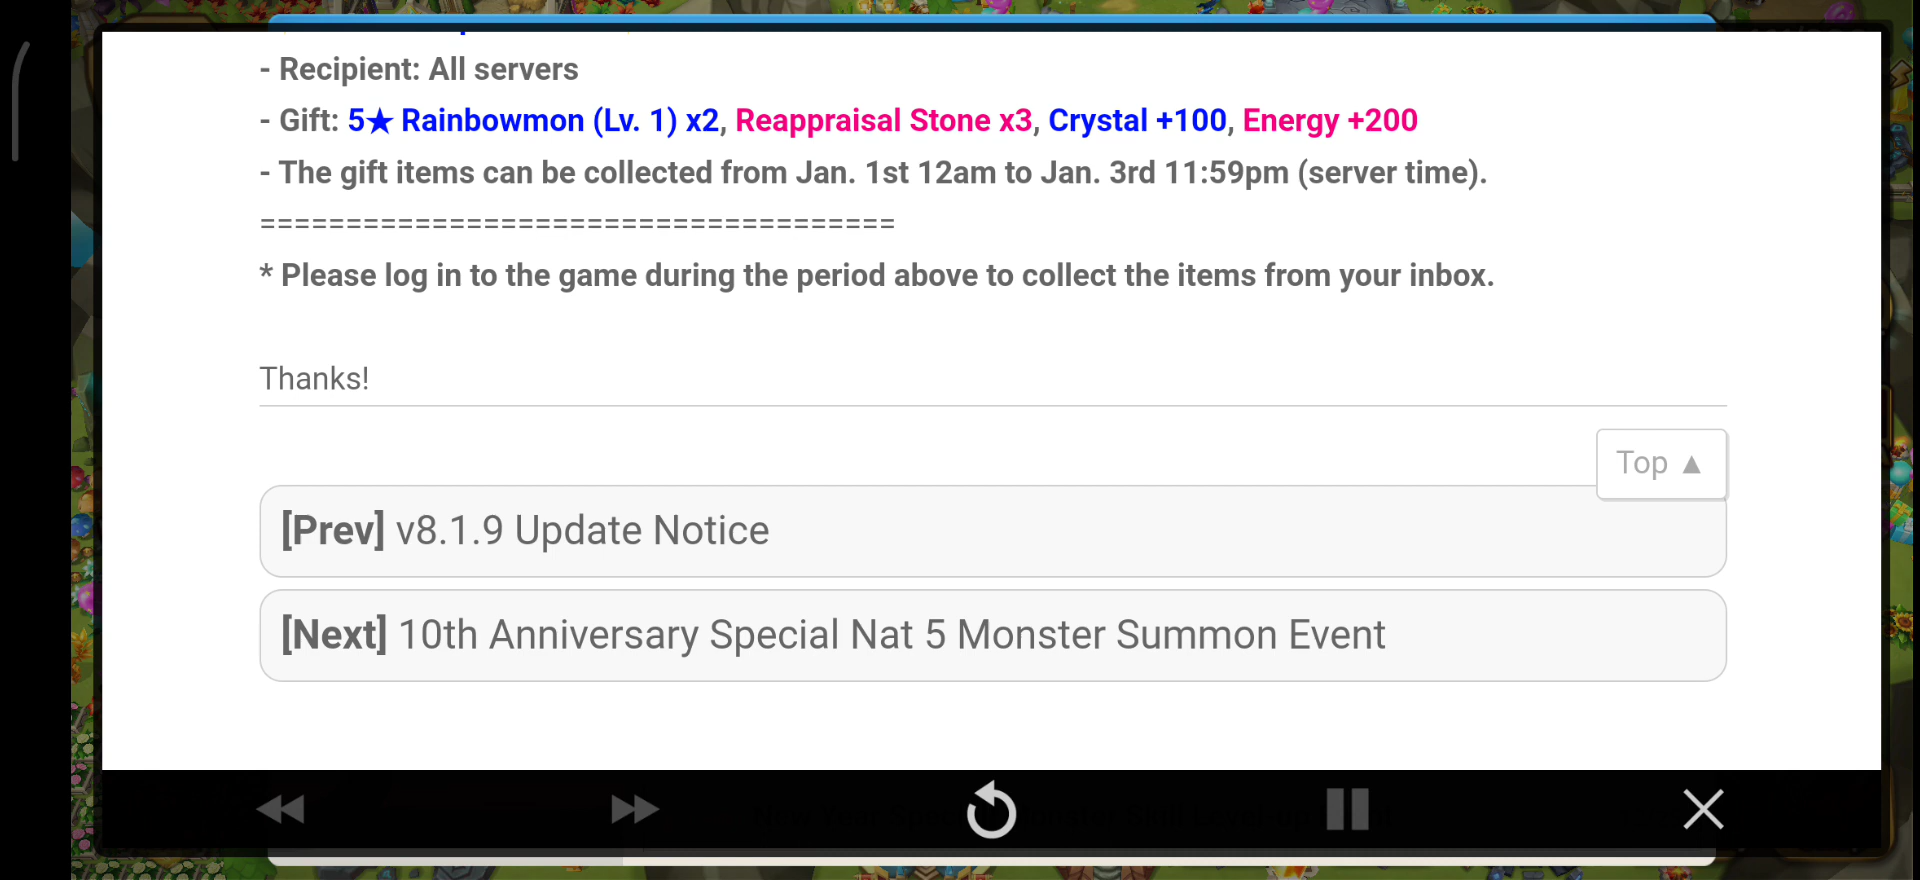 - Recipient: All servers
- Gift: 5★ Rainbowmon (Lv. 1) x2, Reappraisal Stone x3, Crystal +100, Energy +200
- The gift items can be collected from Jan. 1st 12am to Jan. 3rd 11:59pm (server time).
=====================================
* Please log in to the game during the period above to collect the items from your inbox.
Thanks!
Top ▲
[Prev] v8.1.9 Update Notice
[Next] 10th Anniversary Special Nat 5 Monster Summon Event